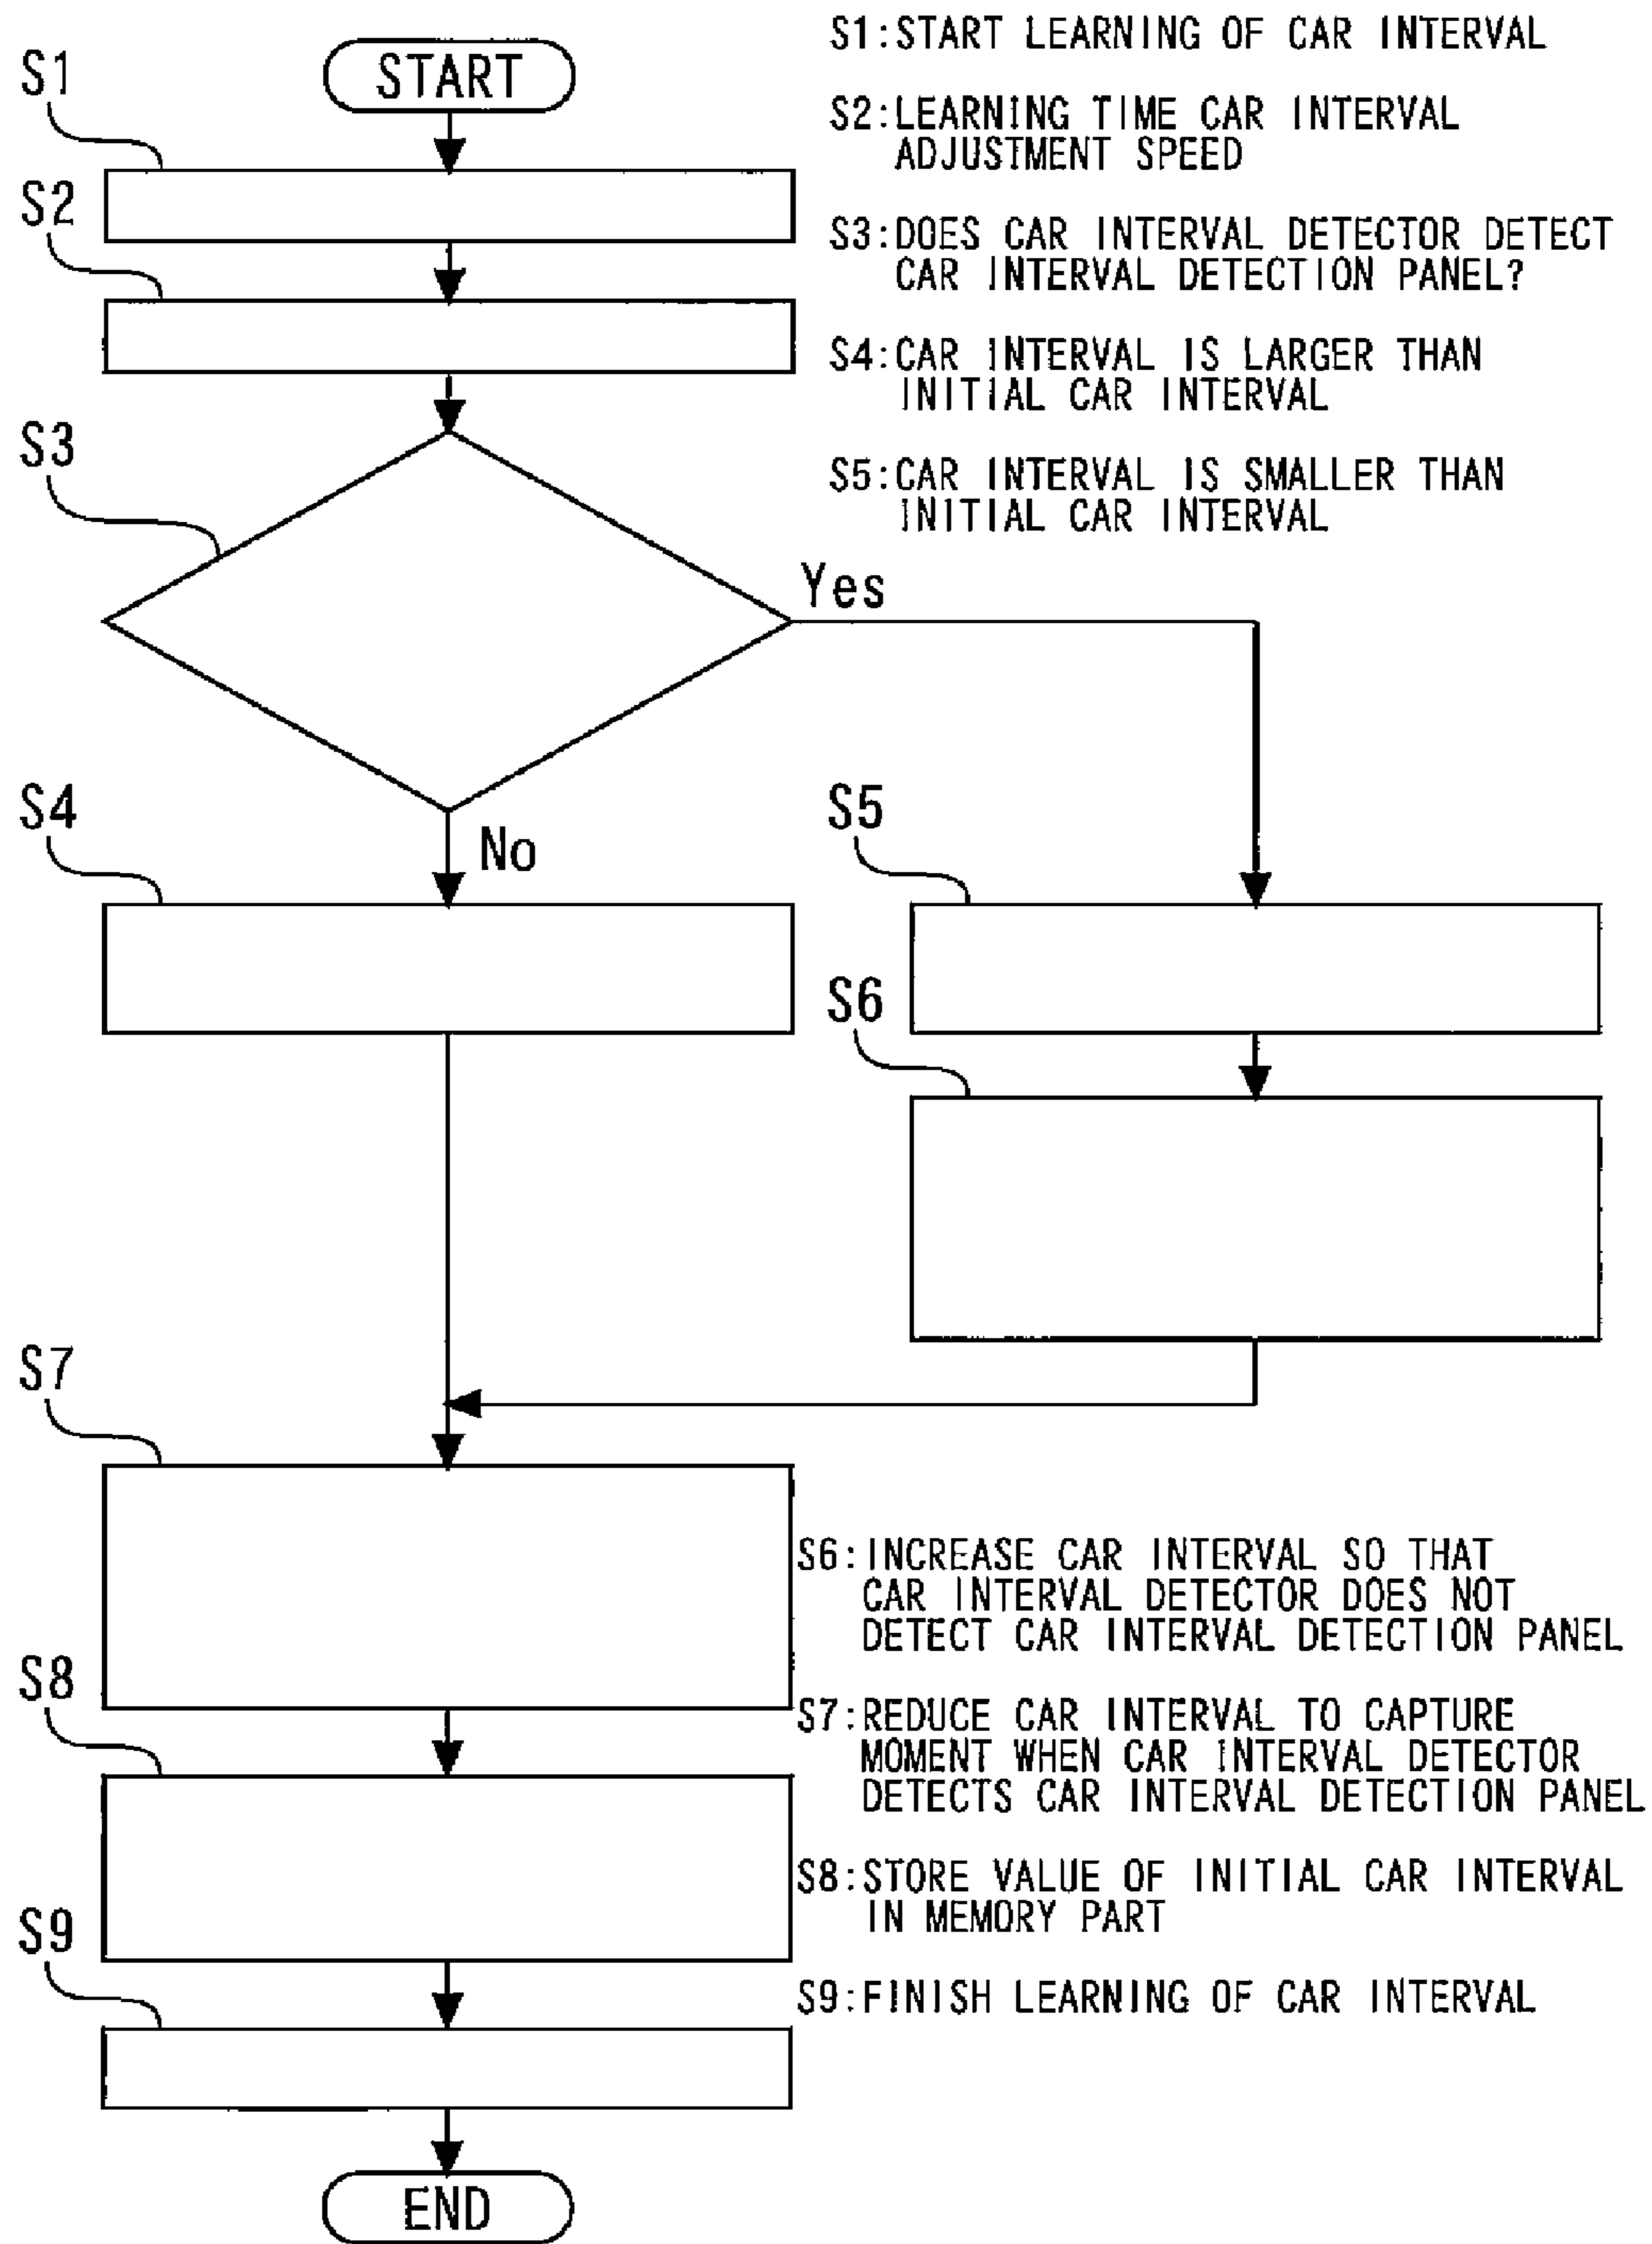 START
S1
S2
S3
Yes
No
S4
S5
S6
S7
S8
S9
END
S1:START LEARNING OF CAR INTERVAL
S2:LEARNING TIME CAR INTERVAL
ADJUSTMENT SPEED
S3:DOES CAR INTERVAL DETECTOR DETECT
CAR INTERVAL DETECTION PANEL?
S4:CAR INTERVAL IS LARGER THAN
INITIAL CAR INTERVAL
S5:CAR INTERVAL IS SMALLER THAN
INITIAL CAR INTERVAL
S6:INCREASE CAR INTERVAL SO THAT
CAR INTERVAL DETECTOR DOES NOT
DETECT CAR INTERVAL DETECTION PANEL
S7:REDUCE CAR INTERVAL TO CAPTURE
MOMENT WHEN CAR INTERVAL DETECTOR
DETECTS CAR INTERVAL DETECTION PANEL
S8:STORE VALUE OF INITIAL CAR INTERVAL
IN MEMORY PART
S9:FINISH LEARNING OF CAR INTERVAL